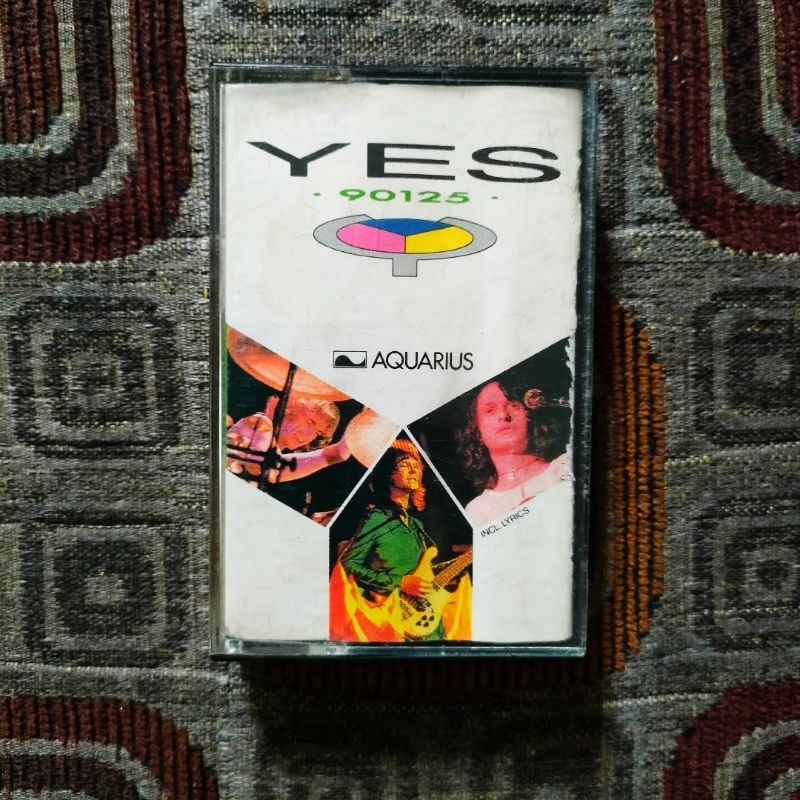 YES
· 90125 ·
AQUARIUS
INCL. LYRICS